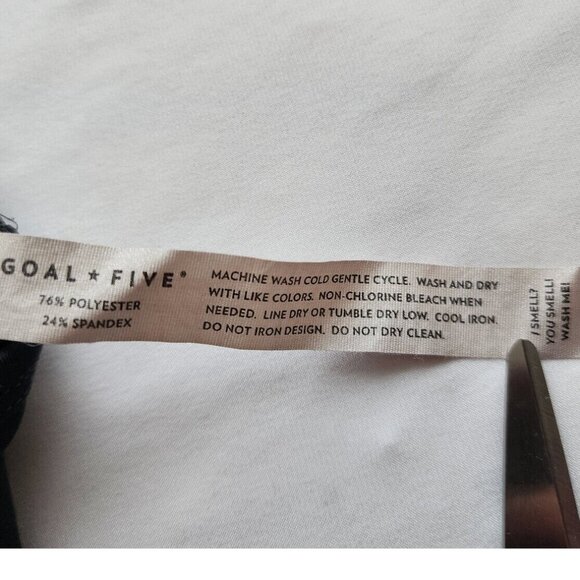 GOAL ★ FIVE®
76% POLYESTER
24% SPANDEX
MACHINE WASH COLD GENTLE CYCLE. WASH AND DRY
WITH LIKE COLORS. NON-CHLORINE BLEACH WHEN
NEEDED. LINE DRY OR TUMBLE DRY LOW. COOL IRON.
DO NOT IRON DESIGN. DO NOT DRY CLEAN.
I SMELL?
YOU SMELL!
WASH ME!